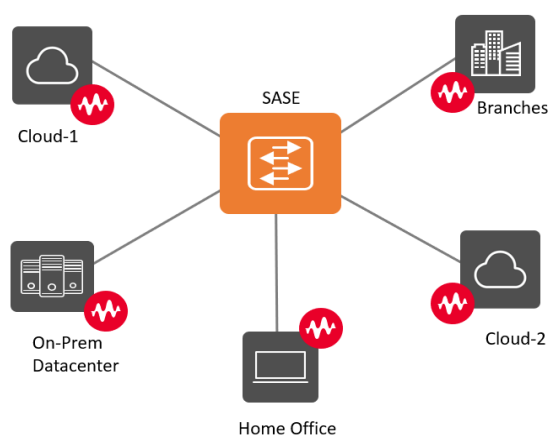 SASE
Cloud-1
Branches
On-Prem
Datacenter
Cloud-2
Home Office